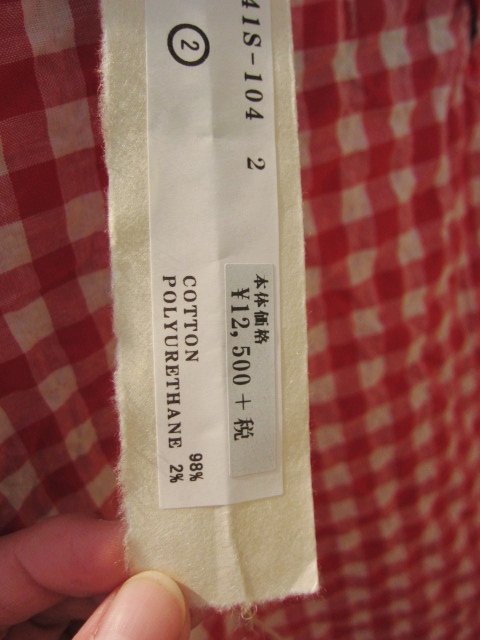 41S-104 2
②
本体価格
¥12,500+税
COTTON 98%
POLYURETHANE 2%